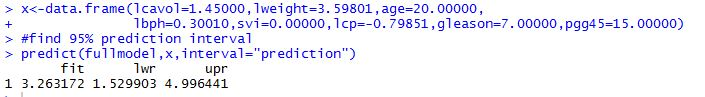 > x<-data.frame(lcavol=1.45000,lweight=3.59801,age=20.00000,
+ lbph=0.30010,svi=0.00000,lcp=-0.79851,gleason=7.00000,pgg45=15.00000)
> #find 95% prediction interval
> predict(fullmodel,x,interval="prediction")
fit lwr upr
1 3.263172 1.529903 4.996441
>